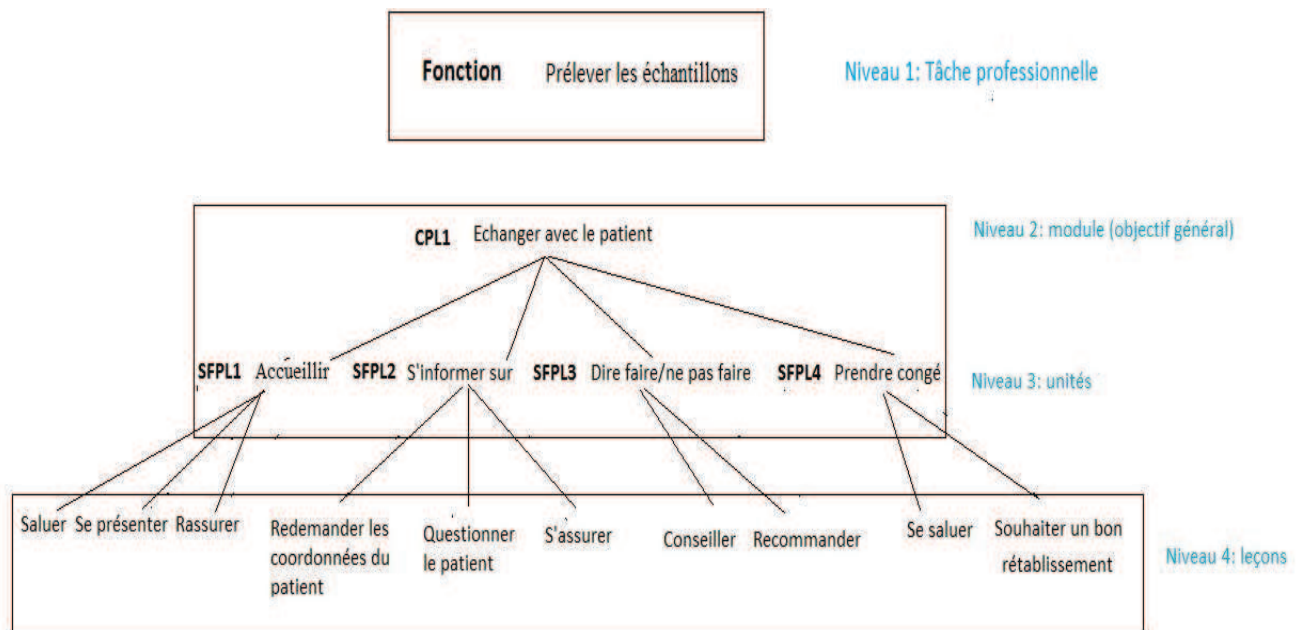 Fonction Prélever les échantillons
Niveau 1: Tâche professionnelle
CPL1 Echanger avec le patient
Niveau 2: module (objectif général)
SFPL1 Accueillir SFPL2 S'informer sur SFPL3 Dire faire/ne pas faire SFPL4 Prendre congé
Niveau 3: unités
Saluer Se présenter Rassurer
Redemander les
coordonnées du
patient
Questionner
le patient
S'assurer
Conseiller Recommander
Se saluer
Souhaiter un bon
rétablissement
Niveau 4: leçons